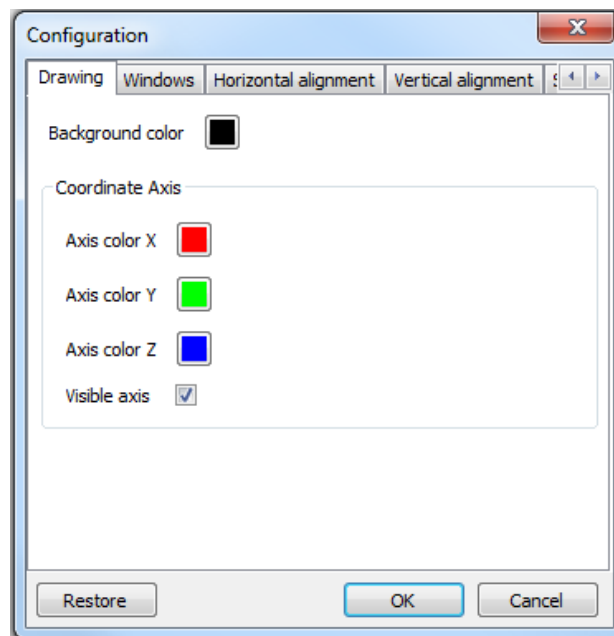 Configuration
Drawing Windows Horizontal alignment Vertical alignment
Background color
Coordinate Axis
Axis color X
Axis color Y
Axis color Z
Visible axis
Restore OK Cancel